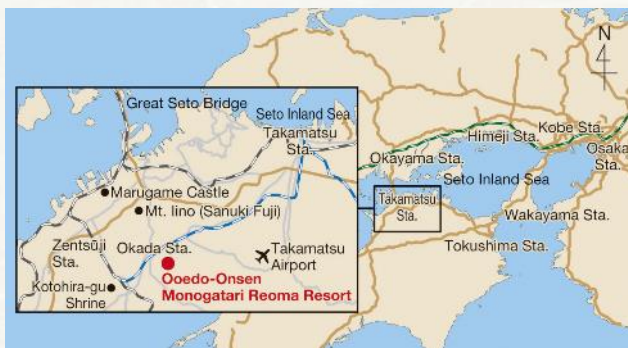 N
Great Seto Bridge
Seto Inland Sea
Takamatsu
Sta.
Marugame Castle
Mt. Iino (Sanuki Fuji)
Zentsūji
Sta.
Okada Sta.
Takamatsu
Airport
Kotohira-gu
Shrine
Ooedo-Onsen
Monogatari Reoma Resort
Okayama Sta.
Himeji Sta.
Kobe Sta.
Osaka
Sta.
Seto Inland Sea
Takamatsu
Sta.
Wakayama Sta.
Tokushima Sta.